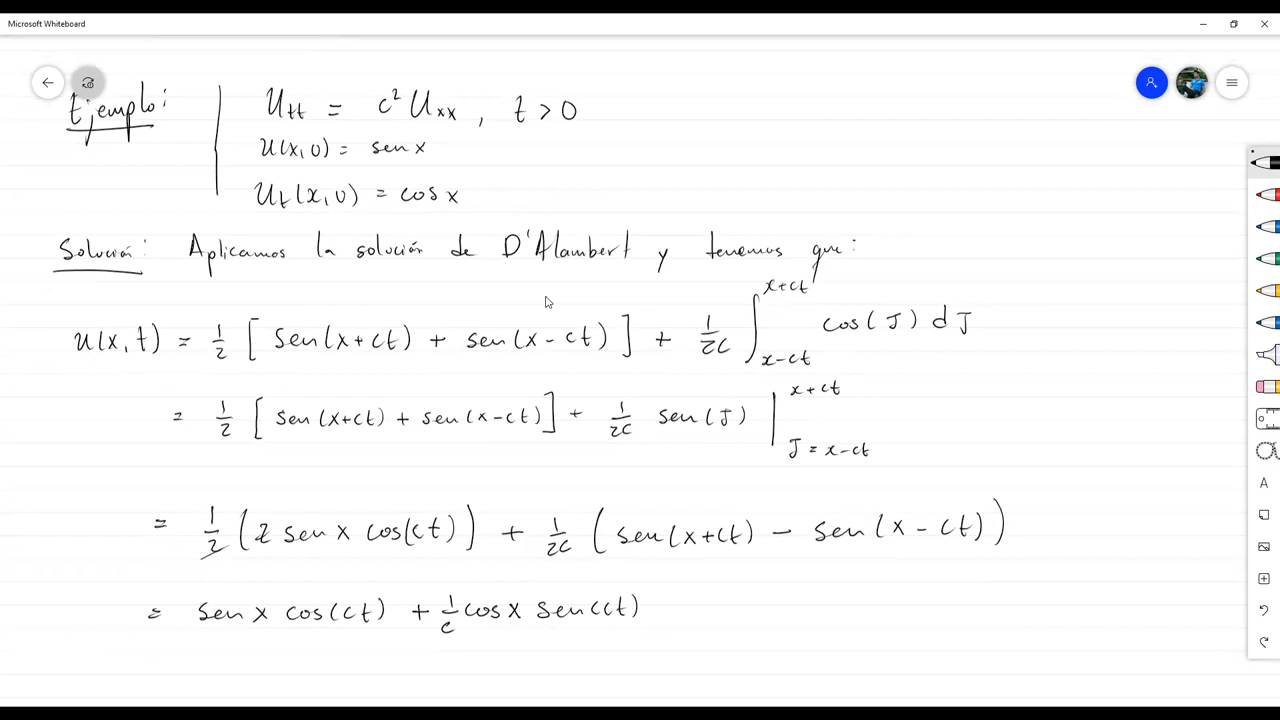 Microsoft Whiteboard
Ejemplo: Utt = c² Uxx , t > 0
u(x,0) = sen x
Ut(x,0) = cos x
Solución: Aplicamos la solución de D'Alambert y tenemos que:
u(x,t) = 1/2 [ sen(x+ct) + sen(x-ct) ] + 1/2c ∫_{x-ct}^{x+ct} cos(J) dJ
= 1/2 [ sen(x+ct) + sen(x-ct) ] + 1/2c sen(J) |_{J=x-ct}^{x+ct}
= 1/2 (2 sen x cos(ct)) + 1/2c (sen(x+ct) - sen(x-ct))
= sen x cos(ct) + 1/c cos x sen(ct)
A